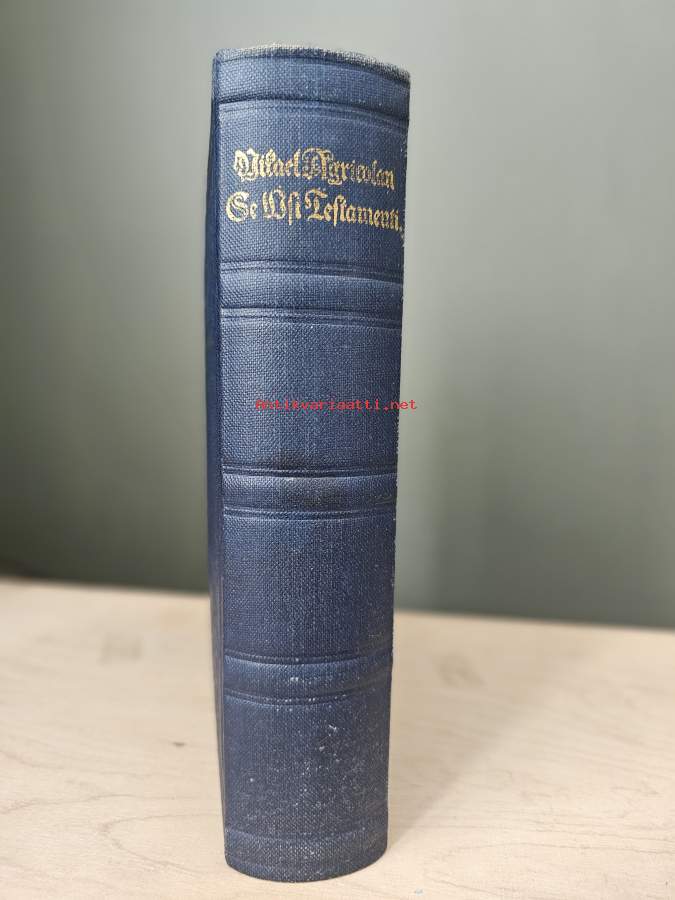 Mikael Agricolan
Se Wsi Testamenti.
Antikvariaatti.net